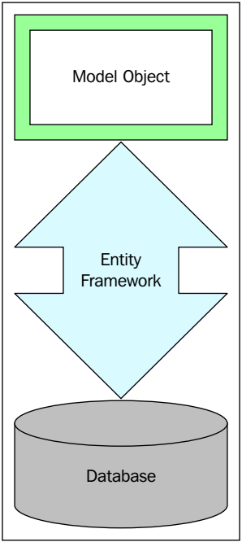 Model Object
Entity
Framework
Database